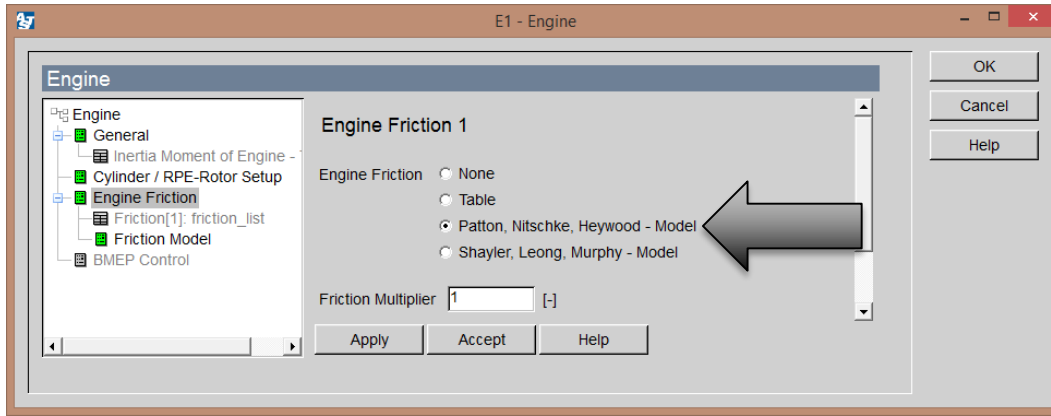 E1 - Engine
OK
Cancel
Help
Engine
Engine
General
Inertia Moment of Engine -
Cylinder / RPE-Rotor Setup
Engine Friction
Friction[1]: friction_list
Friction Model
BMEP Control
Engine Friction 1
Engine Friction
None
Table
Patton, Nitschke, Heywood - Model
Shayler, Leong, Murphy - Model
Friction Multiplier 1 [-]
Apply Accept Help